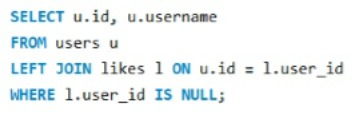 SELECT u.id, u.username
FROM users u
LEFT JOIN likes l ON u.id = l.user_id
WHERE l.user_id IS NULL;